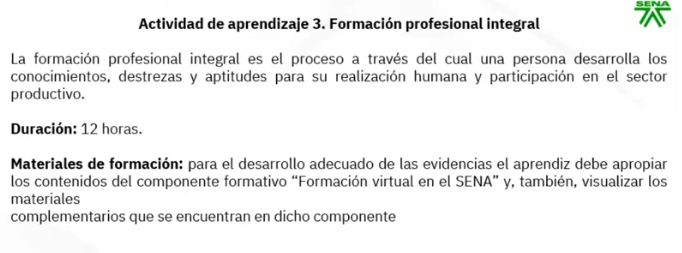 SENA
Actividad de aprendizaje 3. Formación profesional integral
La formación profesional integral es el proceso a través del cual una persona desarrolla los
conocimientos, destrezas y aptitudes para su realización humana y participación en el sector
productivo.
Duración: 12 horas.
Materiales de formación: para el desarrollo adecuado de las evidencias el aprendiz debe apropiar
los contenidos del componente formativo “Formación virtual en el SENA” y, también, visualizar los
materiales
complementarios que se encuentran en dicho componente